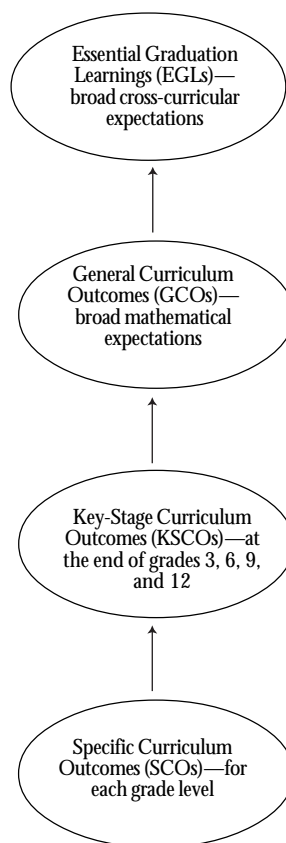 Essential Graduation
Learnings (EGLs)—
broad cross-curricular
expectations
General Curriculum
Outcomes (GCOs)—
broad mathematical
expectations
Key-Stage Curriculum
Outcomes (KSCOs)—at
the end of grades 3, 6, 9,
and 12
Specific Curriculum
Outcomes (SCOs)—for
each grade level